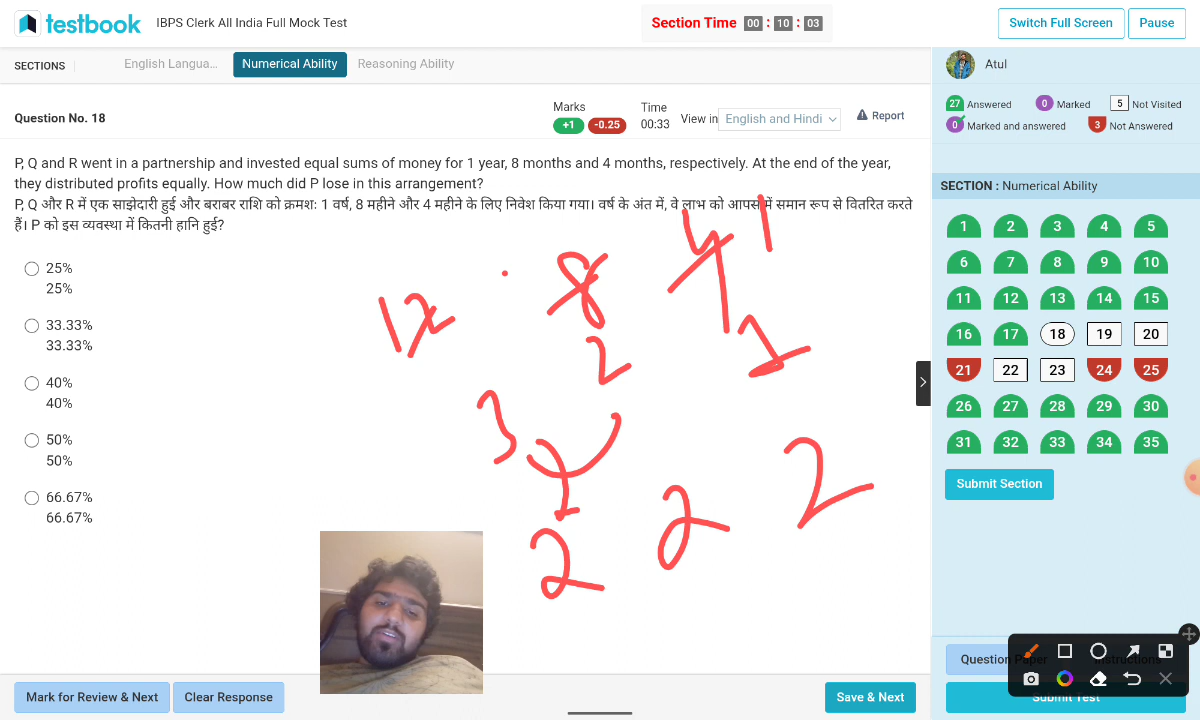 testbook
IBPS Clerk All India Full Mock Test
Section Time 00 : 10 : 03
Switch Full Screen
Pause
SECTIONS
English Langua...
Numerical Ability
Reasoning Ability
Atul
27 Answered
0 Marked
5 Not Visited
0 Marked and answered
3 Not Answered
Question No. 18
Marks
+1 -0.25
Time
00:33
View in English and Hindi
Report
P, Q and R went in a partnership and invested equal sums of money for 1 year, 8 months and 4 months, respectively. At the end of the year,
they distributed profits equally. How much did P lose in this arrangement?
P, Q और R में एक साझेदारी हुई और बराबर राशि को क्रमश: 1 वर्ष, 8 महीने और 4 महीने के लिए निवेश किया गया। वर्ष के अंत में, वे लाभ को आपस में समान रूप से वितरित करते
हैं। P को इस व्यवस्था में कितनी हानि हुई?
25%
25%
33.33%
33.33%
40%
40%
50%
50%
66.67%
66.67%
12 8 4 1
3 2 1
2 2 2
SECTION : Numerical Ability
1 2 3 4 5
6 7 8 9 10
11 12 13 14 15
16 17 18 19 20
21 22 23 24 25
26 27 28 29 30
31 32 33 34 35
Submit Section
Question Paper
Instructions
Submit Test
Mark for Review & Next
Clear Response
Save & Next